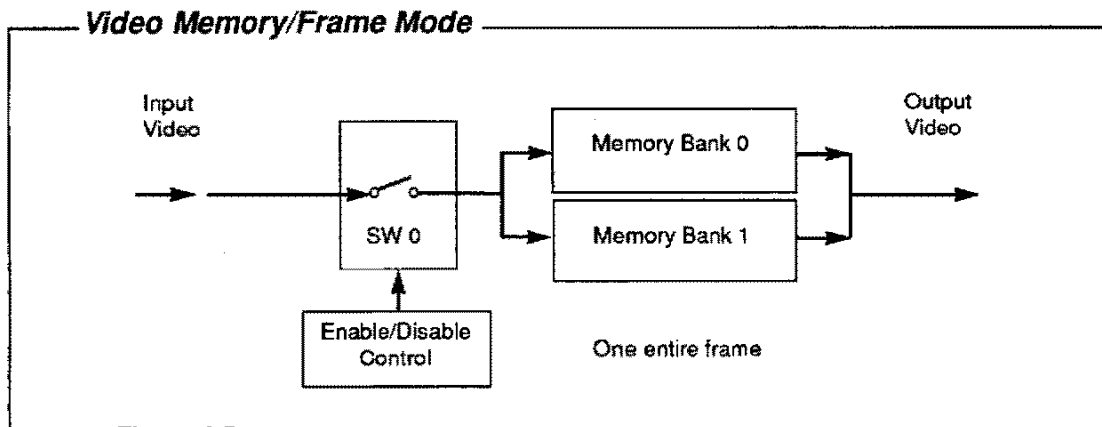 Video Memory/Frame Mode
Input
Video
Output
Video
Memory Bank 0
SW 0
Memory Bank 1
Enable/Disable
Control
One entire frame